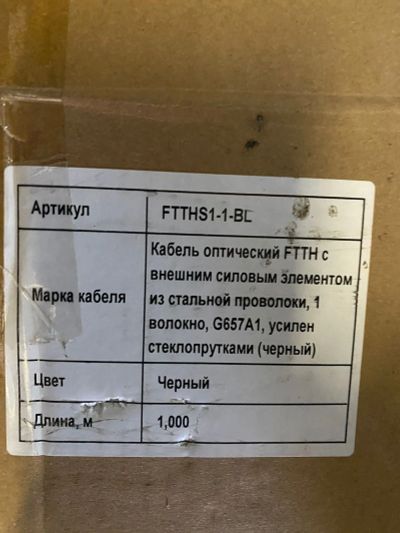 Артикул FTTHS1-1-BL
Марка кабеля
Кабель оптический FTTH с
внешним силовым элементом
из стальной проволоки, 1
волокно, G657A1, усилен
стеклопрутками (черный)
Цвет Черный
Длина, м 1,000